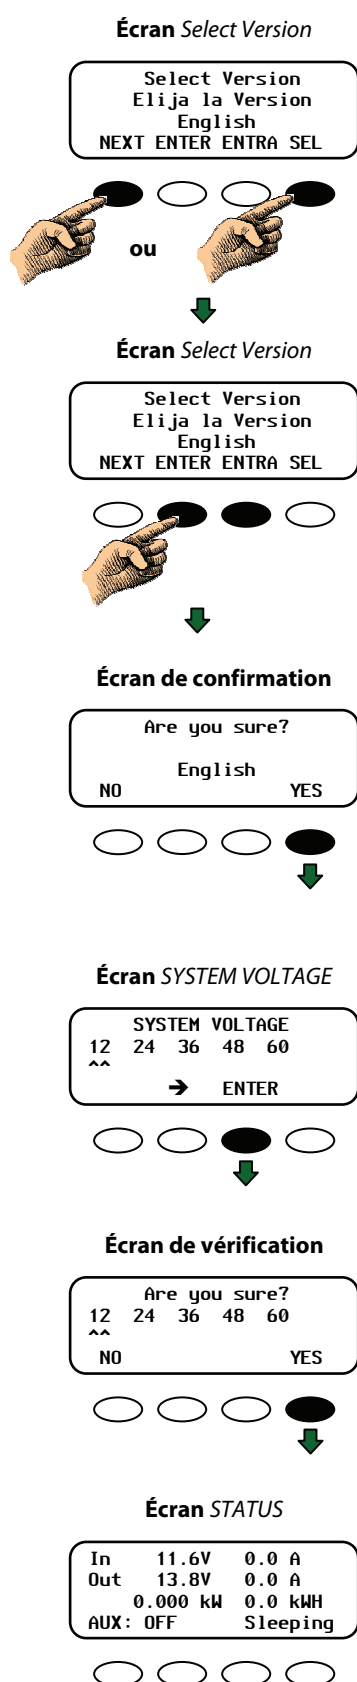 Écran Select Version
Select Version
Elija la Version
English
NEXT ENTER ENTRA SEL
ou
Écran Select Version
Select Version
Elija la Version
English
NEXT ENTER ENTRA SEL
Écran de confirmation
Are you sure?
English
NO YES
Écran SYSTEM VOLTAGE
SYSTEM VOLTAGE
12 24 36 48 60
^^
➔ ENTER
Écran de vérification
Are you sure?
12 24 36 48 60
^^
NO YES
Écran STATUS
In 11.6V 0.0 A
Out 13.8V 0.0 A
0.000 kW 0.0 kWH
AUX: OFF Sleeping